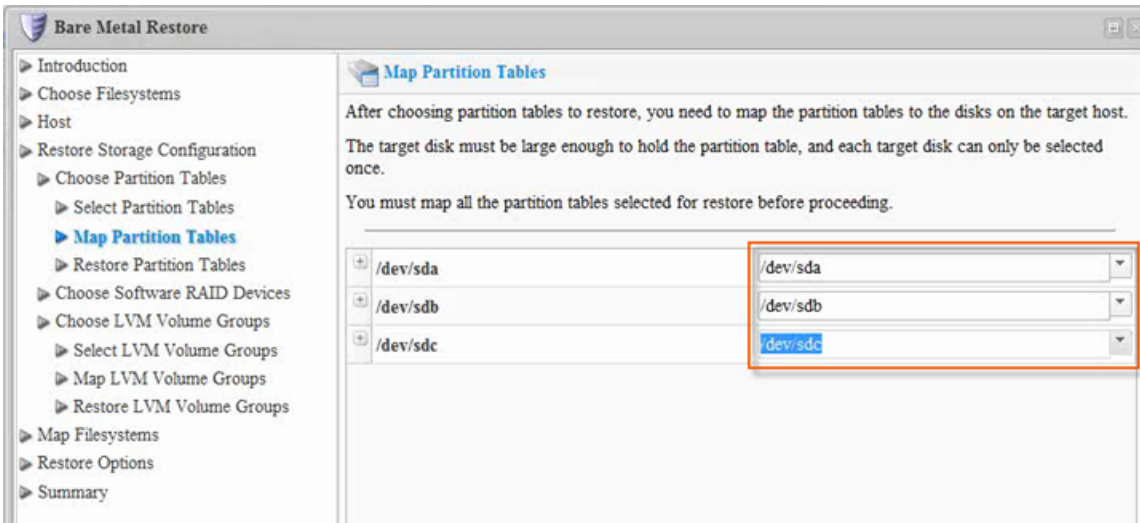 Bare Metal Restore
Introduction
Choose Filesystems
Host
Restore Storage Configuration
Choose Partition Tables
Select Partition Tables
Map Partition Tables
Restore Partition Tables
Choose Software RAID Devices
Choose LVM Volume Groups
Select LVM Volume Groups
Map LVM Volume Groups
Restore LVM Volume Groups
Map Filesystems
Restore Options
Summary
Map Partition Tables
After choosing partition tables to restore, you need to map the partition tables to the disks on the target host.
The target disk must be large enough to hold the partition table, and each target disk can only be selected
once.
You must map all the partition tables selected for restore before proceeding.
/dev/sda /dev/sda
/dev/sdb /dev/sdb
/dev/sdc /dev/sdc